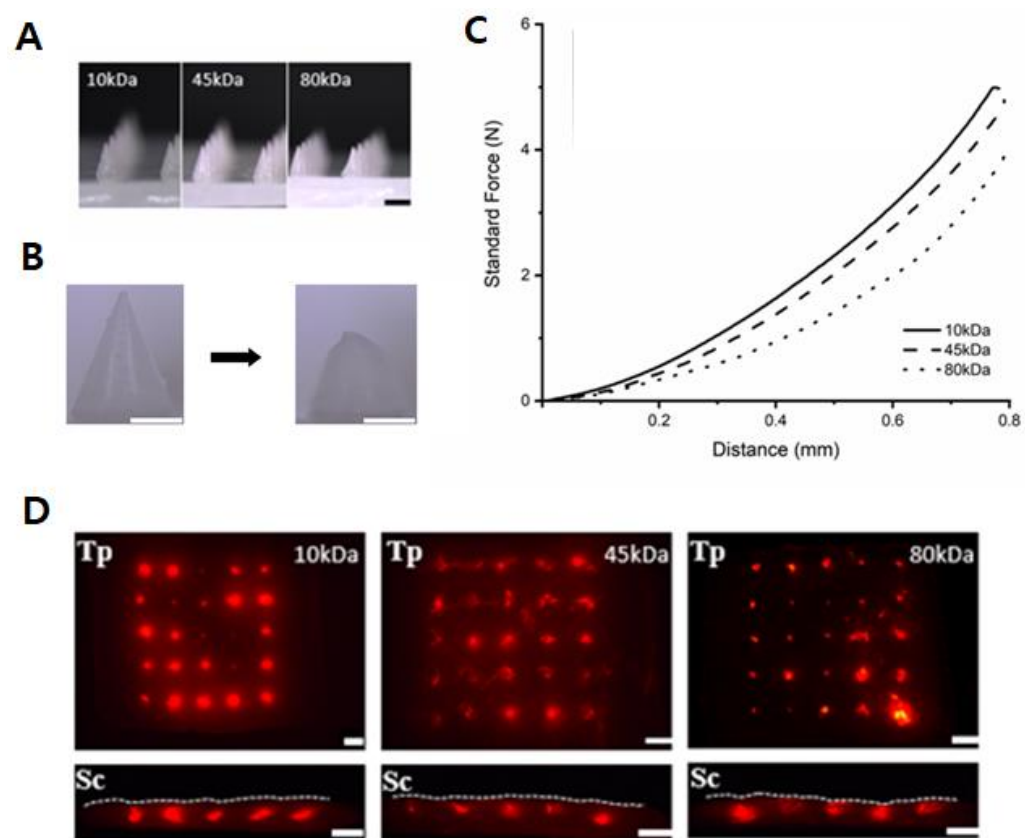 A
10kDa 45kDa 80kDa
B
C
Standard Force (N)
6
4
2
0
0.2 0.4 0.6 0.8
Distance (mm)
10kDa
45kDa
80kDa
D
Tp 10kDa
Tp 45kDa
Tp 80kDa
Sc
Sc
Sc